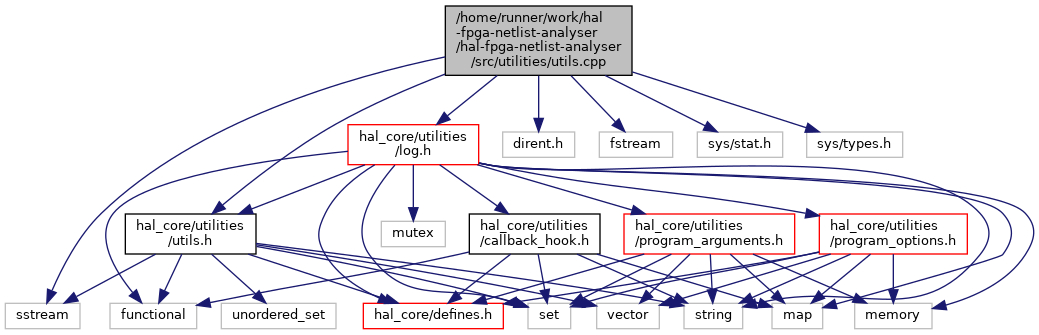 /home/runner/work/hal
-fpga-netlist-analyser
/hal-fpga-netlist-analyser
/src/utilities/utils.cpp
hal_core/utilities
/log.h
dirent.h
fstream
sys/stat.h
sys/types.h
hal_core/utilities
/utils.h
mutex
hal_core/utilities
/callback_hook.h
hal_core/utilities
/program_arguments.h
hal_core/utilities
/program_options.h
sstream
functional
unordered_set
hal_core/defines.h
set
vector
string
map
memory